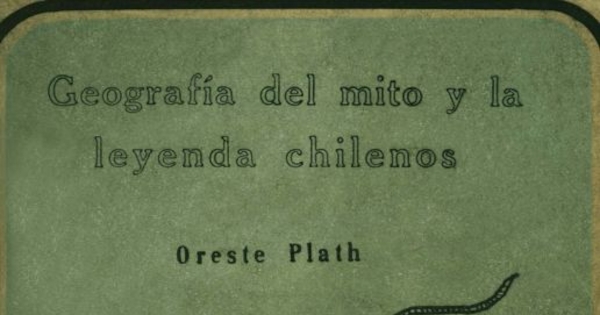 Geografía del mito y la
leyenda chilenos
Oreste Plath